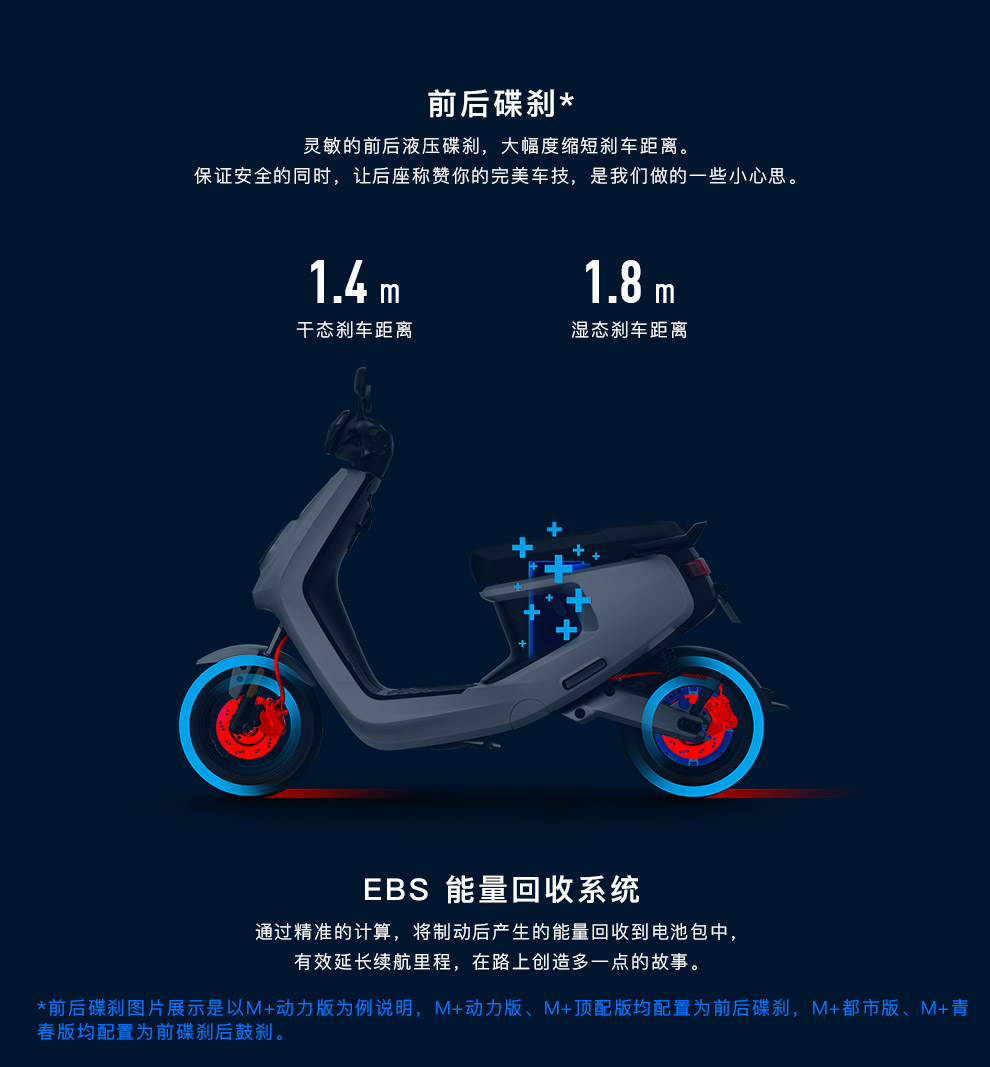 前后碟刹*
灵敏的前后液压碟刹，大幅度缩短刹车距离。
保证安全的同时，让后座称赞你的完美车技，是我们做的一些小心思。
1.4 m
1.8 m
干态刹车距离
湿态刹车距离
EBS 能量回收系统
通过精准的计算，将制动后产生的能量回收到电池包中，
有效延长续航里程，在路上创造多一点的故事。
*前后碟刹图片展示是以M+动力版为例说明，M+动力版、M+顶配版均配置为前后碟刹，M+都市版、M+青
春版均配置为前碟刹后鼓刹。